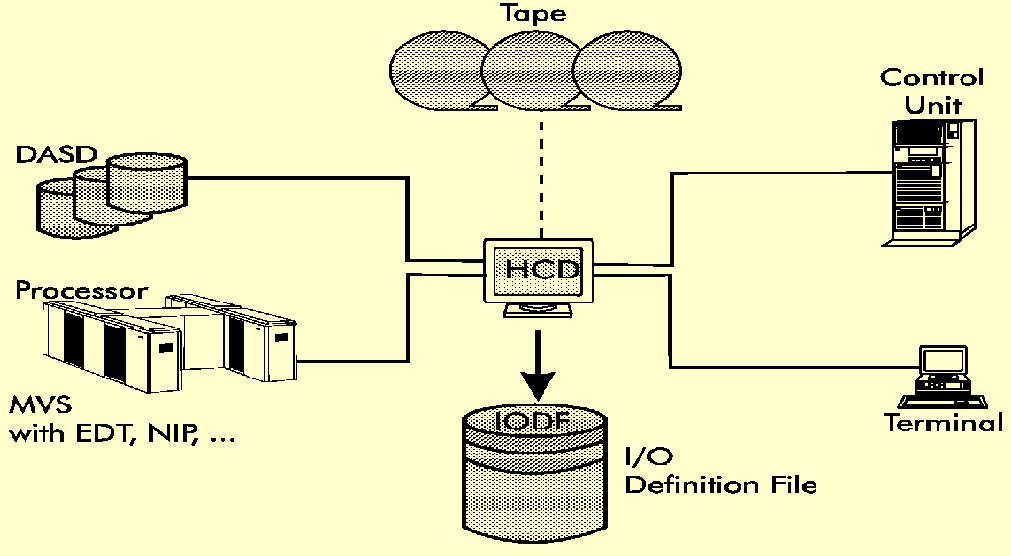 Tape
Control
Unit
DASD
HCD
Processor
MVS
with EDT, NIP, ...
IODF
I/O
Definition File
Terminal